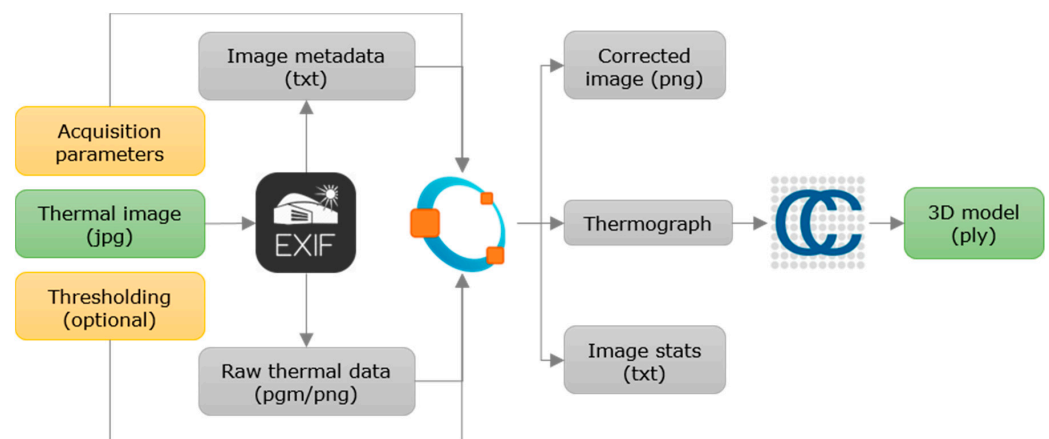 Image metadata
(txt)
Corrected
image (png)
Acquisition
parameters
Thermal image
(jpg)
EXIF
Thermograph
CC
3D model
(ply)
Thresholding
(optional)
Raw thermal data
(pgm/png)
Image stats
(txt)